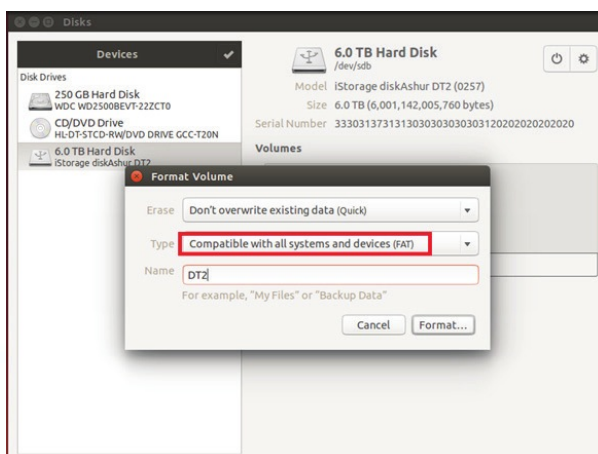 Disks
Devices
Disk Drives
250 GB Hard Disk
WDC WD2500BEVT-22ZCT0
CD/DVD Drive
HL-DT-STCD-RW/DVD DRIVE GCC-T20N
6.0 TB Hard Disk
iStorage diskAshur DT2
6.0 TB Hard Disk
/dev/sdb
Model iStorage diskAshur DT2 (0257)
Size 6.0 TB (6,001,142,005,760 bytes)
Serial Number
Volumes
Format Volume
Erase Don't overwrite existing data (Quick)
Type Compatible with all systems and devices (FAT)
Name DT2
For example, "My Files" or "Backup Data"
Cancel Format...